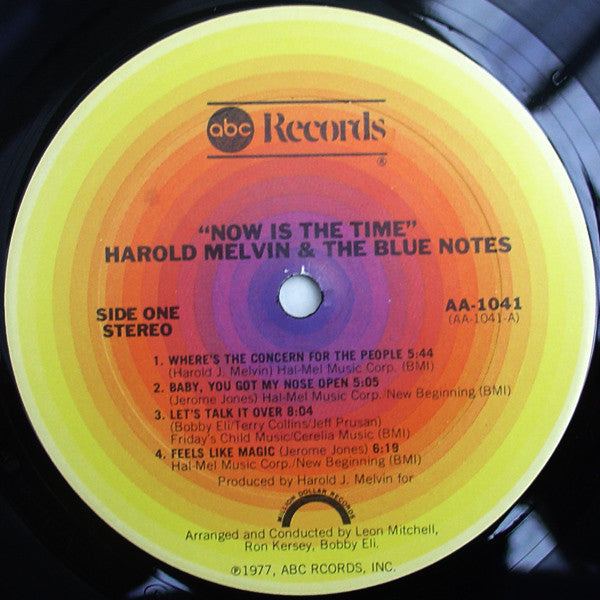 abc Records
®
"NOW IS THE TIME"
HAROLD MELVIN & THE BLUE NOTES
SIDE ONE
STEREO
AA-1041
(AA-1041-A)
1. WHERE'S THE CONCERN FOR THE PEOPLE 5:44
(Harold J. Melvin) Hal-Mel Music Corp. (BMI)
2. BABY, YOU GOT MY NOSE OPEN 5:05
(Jerome Jones) Hal-Mel Music Corp./New Beginning (BMI)
3. LET'S TALK IT OVER 8:04
(Bobby Eli/Terry Collins/Jeff Prusan)
Friday's Child Music/Cerelia Music (BMI)
4. FEELS LIKE MAGIC (Jerome Jones) 6:19
Hal-Mel Music Corp./New Beginning (BMI)
Produced by Harold J. Melvin for
MILLION DOLLAR RECORDS
Arranged and Conducted by Leon Mitchell,
Ron Kersey, Bobby Eli.
℗1977, ABC RCORDS, INC.